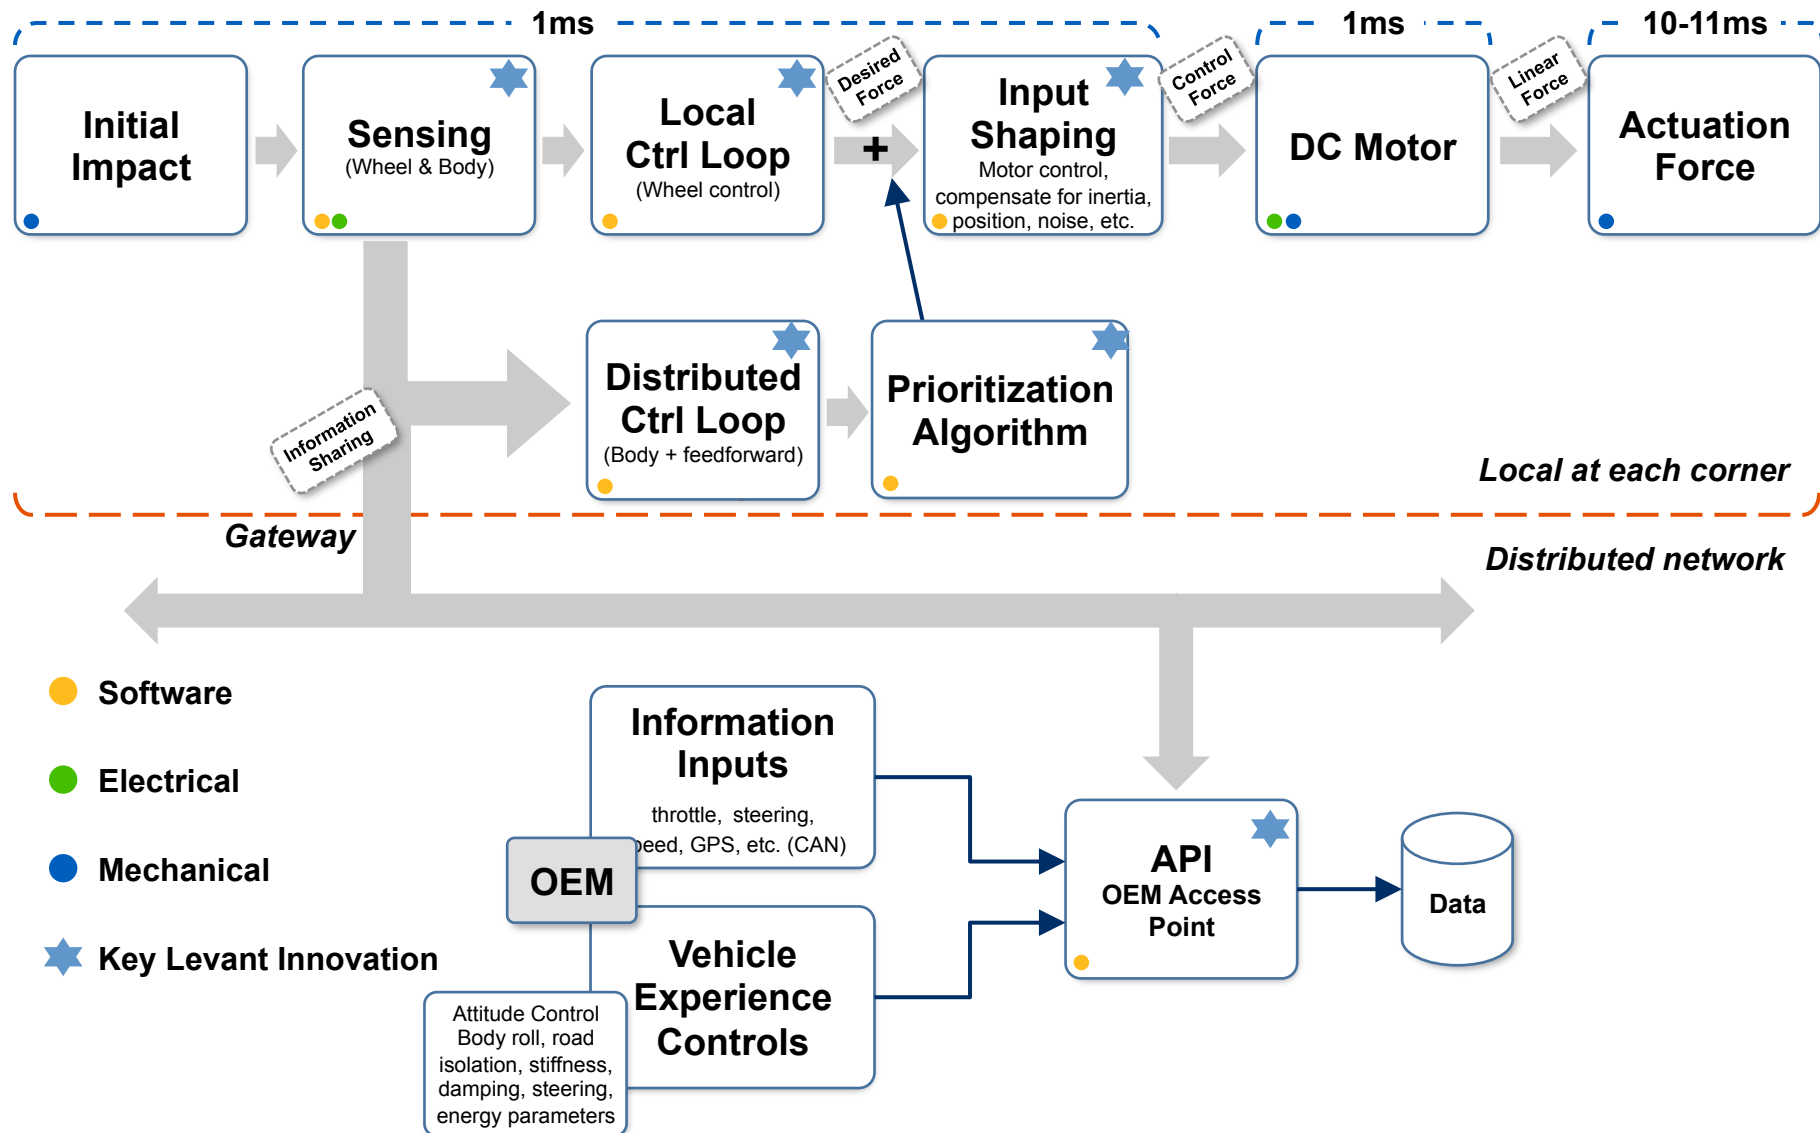 1ms
1ms
10-11ms
Initial
Impact
Sensing
(Wheel & Body)
Local
Ctrl Loop
(Wheel control)
Desired
Force
+
Input
Shaping
Motor control,
compensate for inertia,
position, noise, etc.
Control
Force
DC Motor
Linear
Force
Actuation
Force
Information
Sharing
Distributed
Ctrl Loop
(Body + feedforward)
Prioritization
Algorithm
Local at each corner
Gateway
Distributed network
Software
Electrical
Mechanical
Key Levant Innovation
Information
Inputs
throttle, steering,
peed, GPS, etc. (CAN)
OEM
Vehicle
Experience
Controls
Attitude Control
Body roll, road
isolation, stiffness,
damping, steering,
energy parameters
API
OEM Access
Point
Data